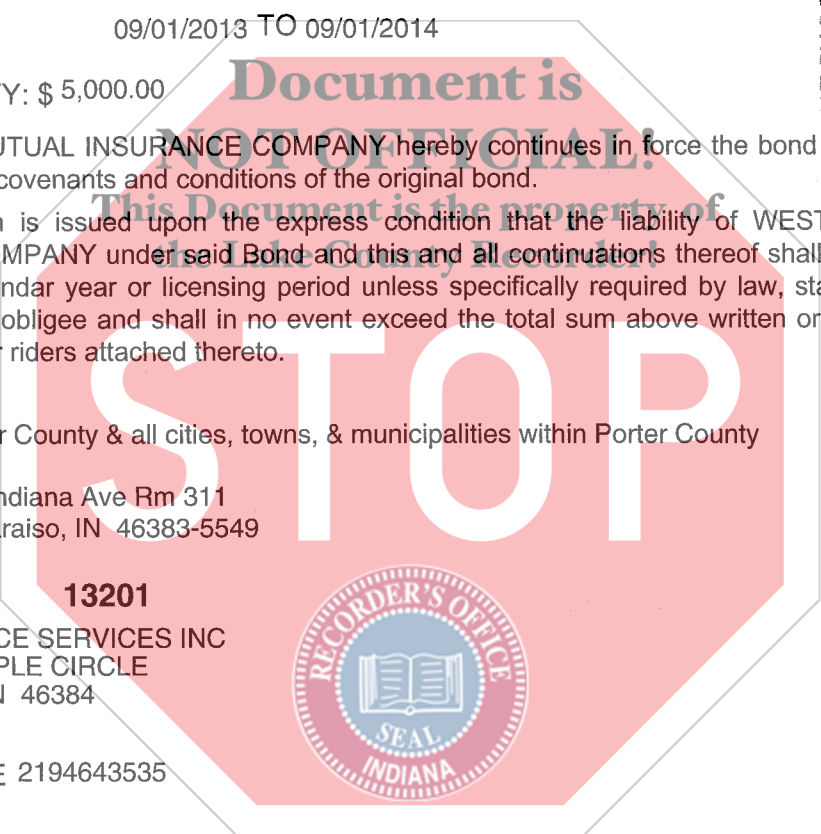 09/01/2013 TO 09/01/2014
Document is
Y: $ 5,000.00
NOT OFFICIAL!
UTUAL INSURANCE COMPANY hereby continues in force the bond
covenants and conditions of the original bond.
This Document is the property of
n is issued upon the express condition that the liability of WEST
the Lake County Recorder!
MPANY under said Bond and this and all continuations thereof shall
ndar year or licensing period unless specifically required by law, sta
obligee and shall in no event exceed the total sum above written or
r riders attached thereto.
STOP
r County & all cities, towns, & municipalities within Porter County
ndiana Ave Rm 311
raiso, IN 46383-5549
13201
CE SERVICES INC
PLE CIRCLE
N 46384
E 2194643535
RECORDER'S OFFICE
SEAL
INDIANA